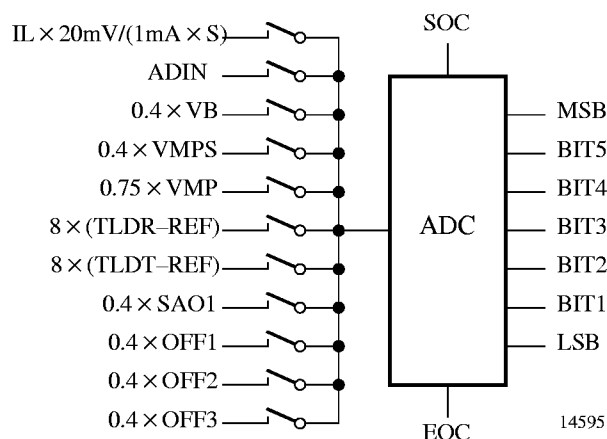 IL × 20mV/(1mA × S)
ADIN
0.4 × VB
0.4 × VMPS
0.75 × VMP
8 × (TLDR–REF)
8 × (TLDT–REF)
0.4 × SAO1
0.4 × OFF1
0.4 × OFF2
0.4 × OFF3
SOC
ADC
EOC
MSB
BIT5
BIT4
BIT3
BIT2
BIT1
LSB
14595